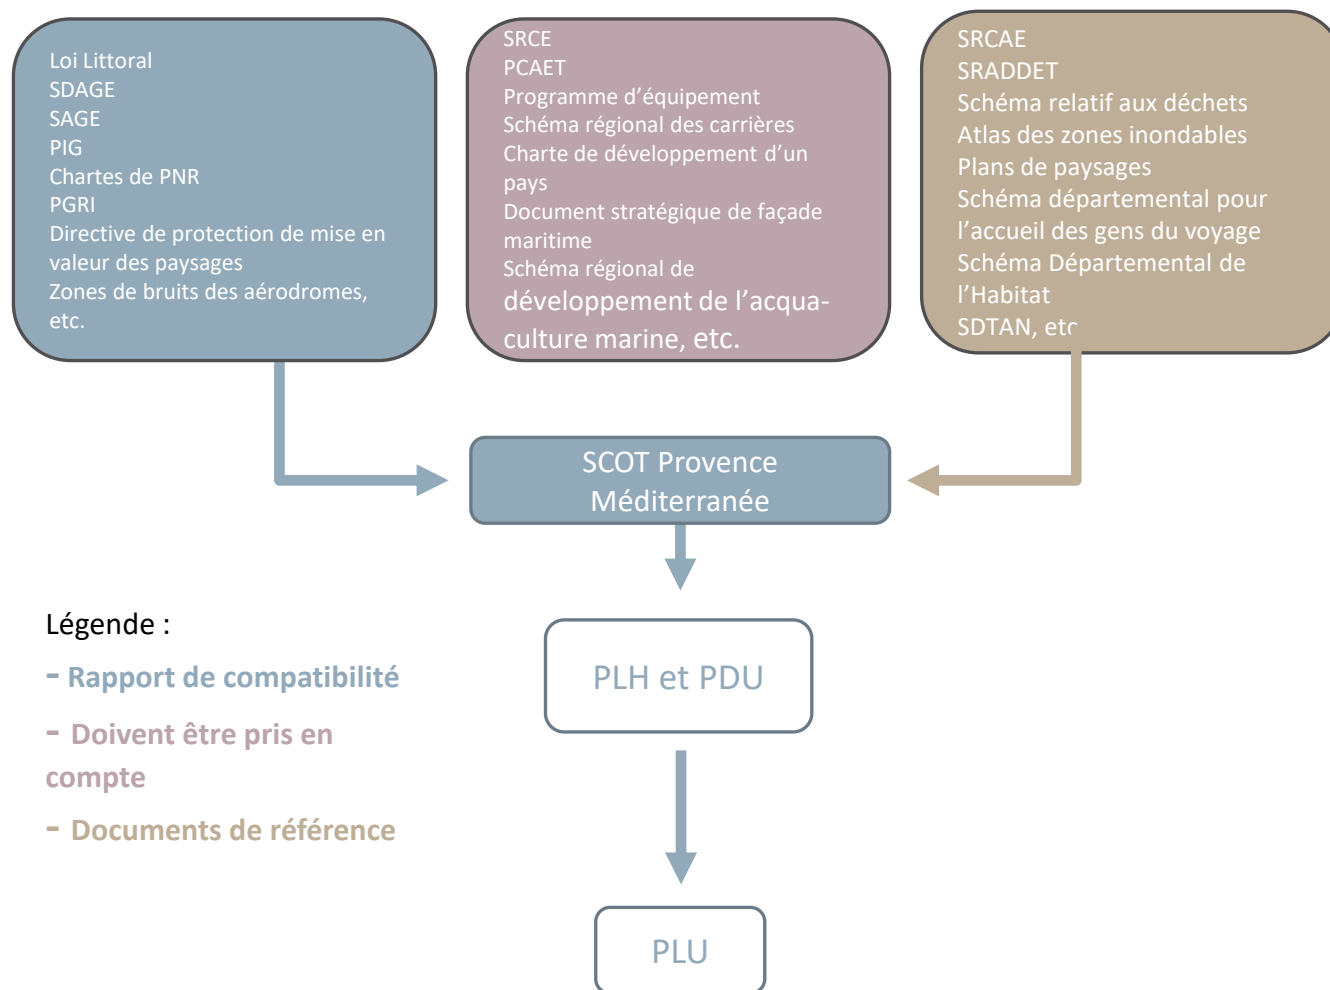 Loi Littoral
SDAGE
SAGE
PIG
Chartes de PNR
PGRI
Directive de protection de mise en
valeur des paysages
Zones de bruits des aérodromes,
etc.
SRCE
PCAET
Programme d’équipement
Schéma régional des carrières
Charte de développement d’un
pays
Document stratégique de façade
maritime
Schéma régional de
développement de l’acqua-
culture marine, etc.
SRCAE
SRADDET
Schéma relatif aux déchets
Atlas des zones inondables
Plans de paysages
Schéma départemental pour
l’accueil des gens du voyage
Schéma Départemental de
l’Habitat
SDTAN, etc
SCOT Provence
Méditerranée
PLH et PDU
PLU
Légende :
- Rapport de compatibilité
- Doivent être pris en
compte
- Documents de référence